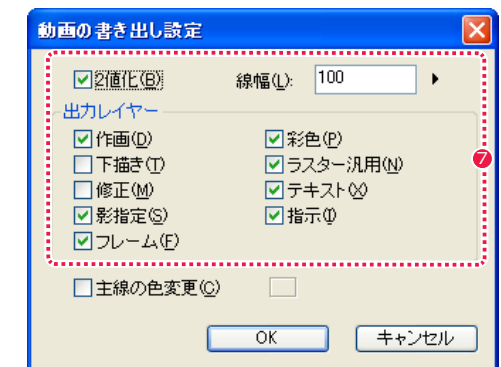 動画の書き出し設定
2値化(B) 線幅(L): 100
出力レイヤー
作画(D) 彩色(P)
下描き(T) ラスター汎用(N)
修正(M) テキスト(X)
影指定(S) 指示(I)
フレーム(F)
7
主線の色変更(C)
OK キャンセル